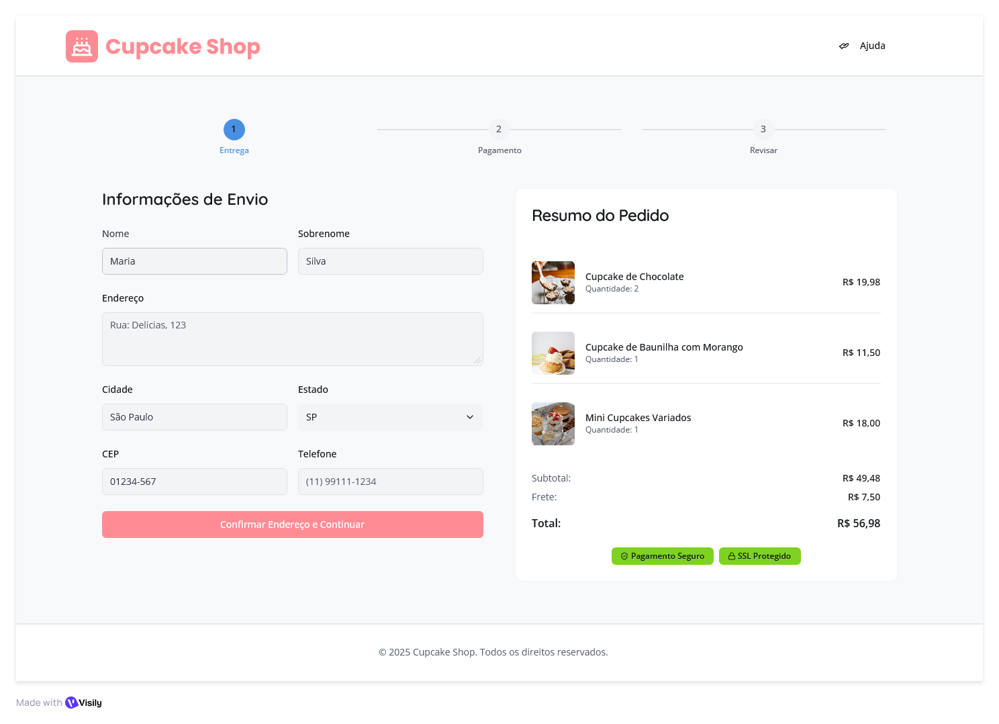 Cupcake Shop
Ajuda
1
2
3
Entrega
Pagamento
Revisar
Informações de Envio
Nome
Sobrenome
Maria
Silva
Endereço
Rua: Delicias, 123
Cidade
Estado
São Paulo
SP
CEP
Telefone
01234-567
(11) 99111-1234
Confirmar Endereço e Continuar
Resumo do Pedido
Cupcake de Chocolate
Quantidade: 2
R$ 19,98
Cupcake de Baunilha com Morango
Quantidade: 1
R$ 11,50
Mini Cupcakes Variados
Quantidade: 1
R$ 18,00
Subtotal: R$ 49,48
Frete: R$ 7,50
Total: R$ 56,98
Pagamento Seguro
SSL Protegido
© 2025 Cupcake Shop. Todos os direitos reservados.
Made with Visily